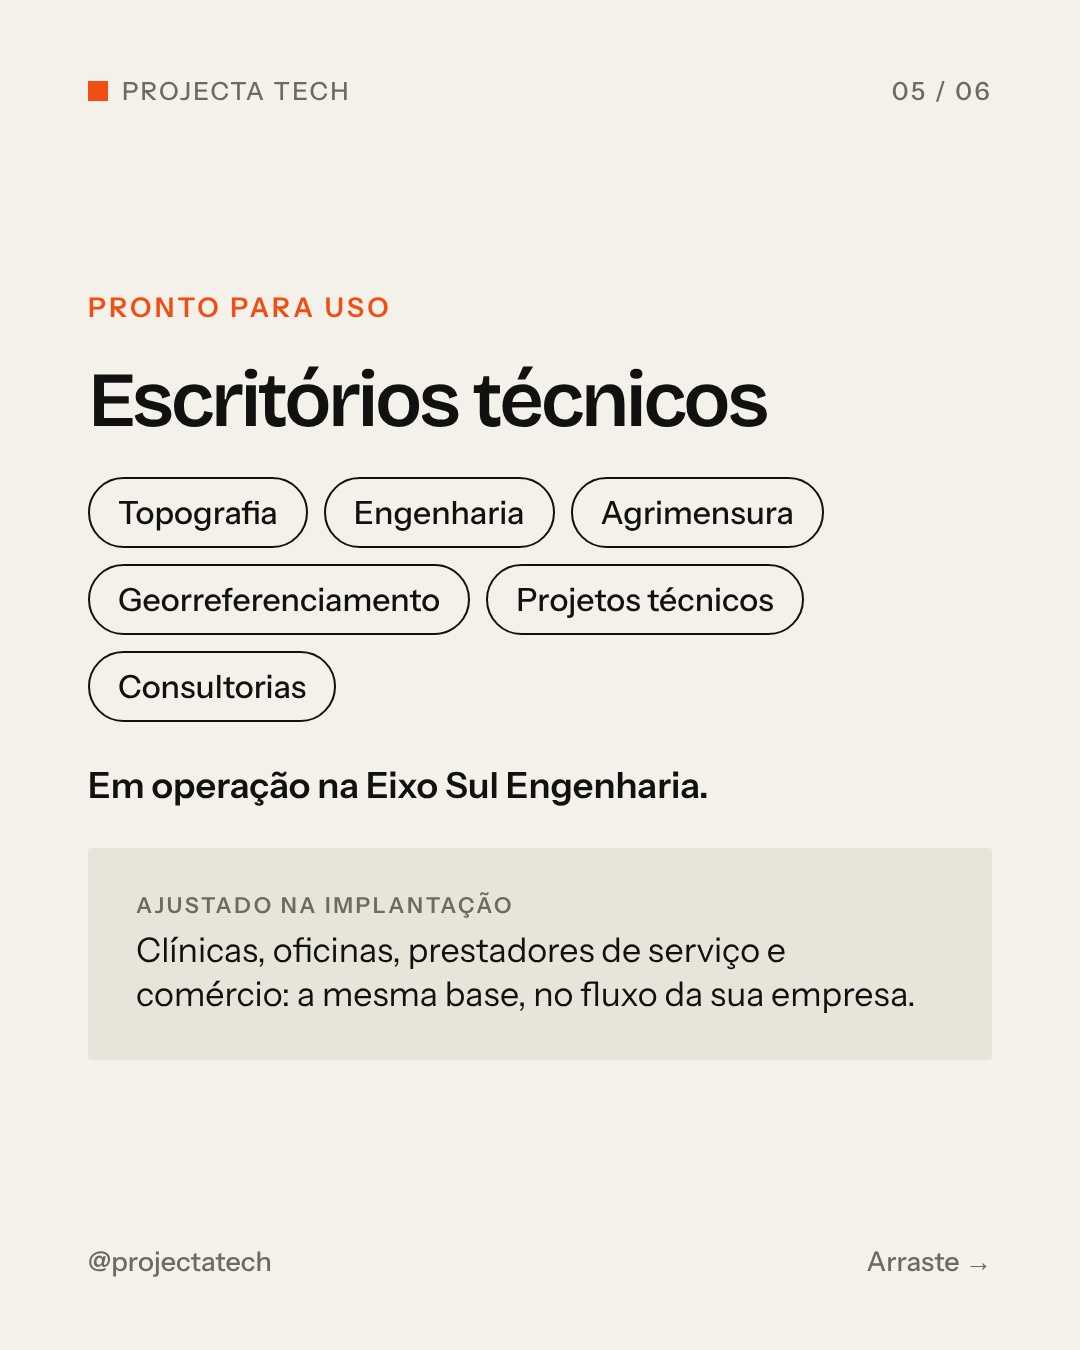 PROJECTA TECH
05 / 06
PRONTO PARA USO
Escritórios técnicos
Topografia
Engenharia
Agrimensura
Georreferenciamento
Projetos técnicos
Consultorias
Em operação na Eixo Sul Engenharia.
AJUSTADO NA IMPLANTAÇÃO
Clínicas, oficinas, prestadores de serviço e
comércio: a mesma base, no fluxo da sua empresa.
@projectatech
Arraste →